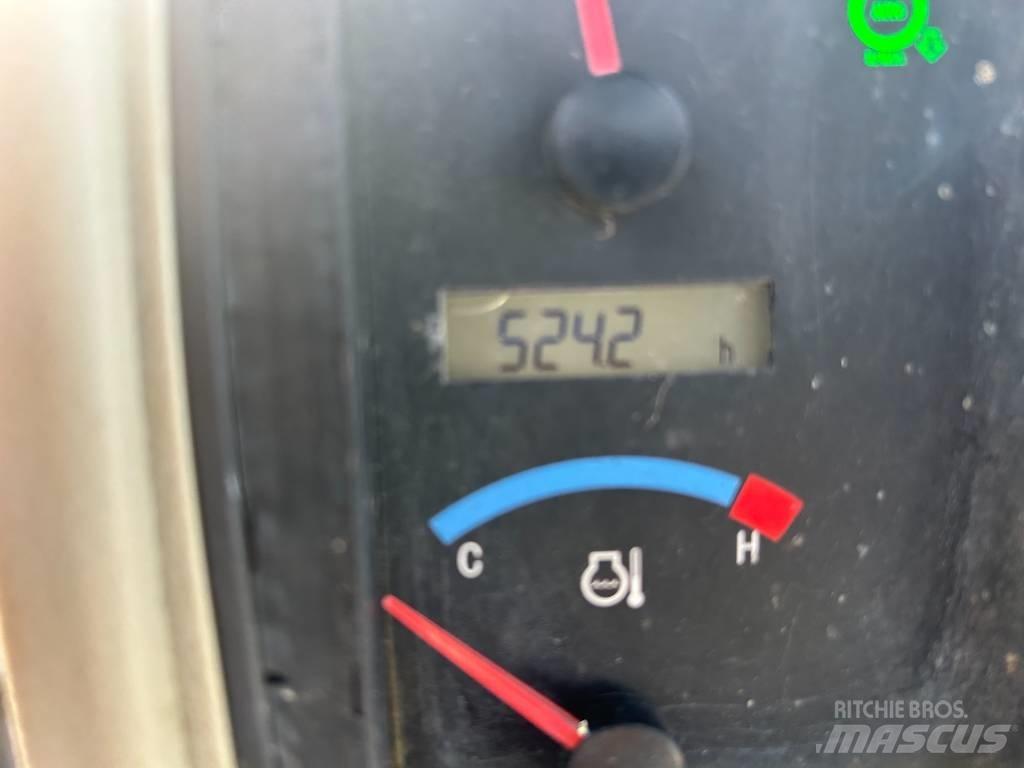 524.2 h
C H
RITCHIE BROS.
MASCUS